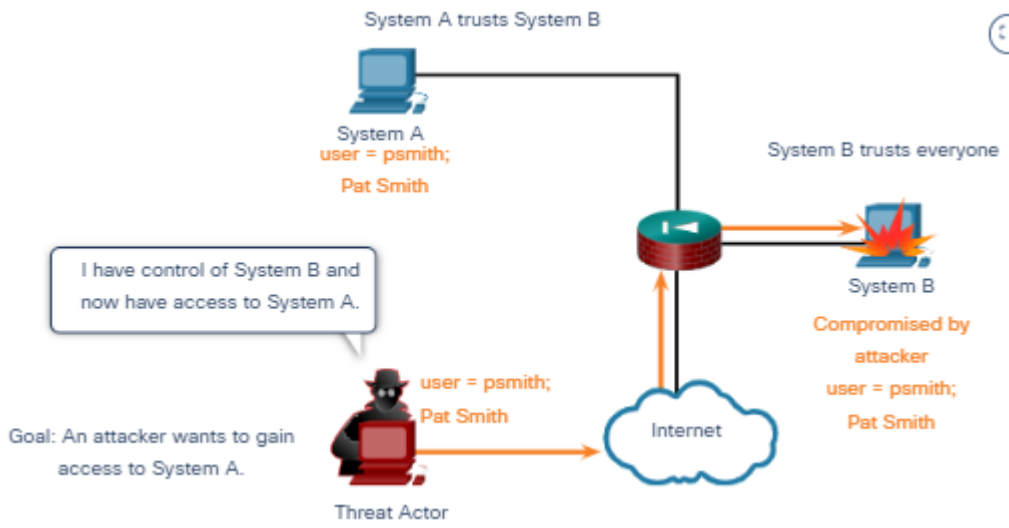 System A trusts System B
System A
user = psmith;
Pat Smith
System B trusts everyone
System B
Compromised by
attacker
user = psmith;
Pat Smith
I have control of System B and
now have access to System A.
user = psmith;
Pat Smith
Internet
Goal: An attacker wants to gain
access to System A.
Threat Actor